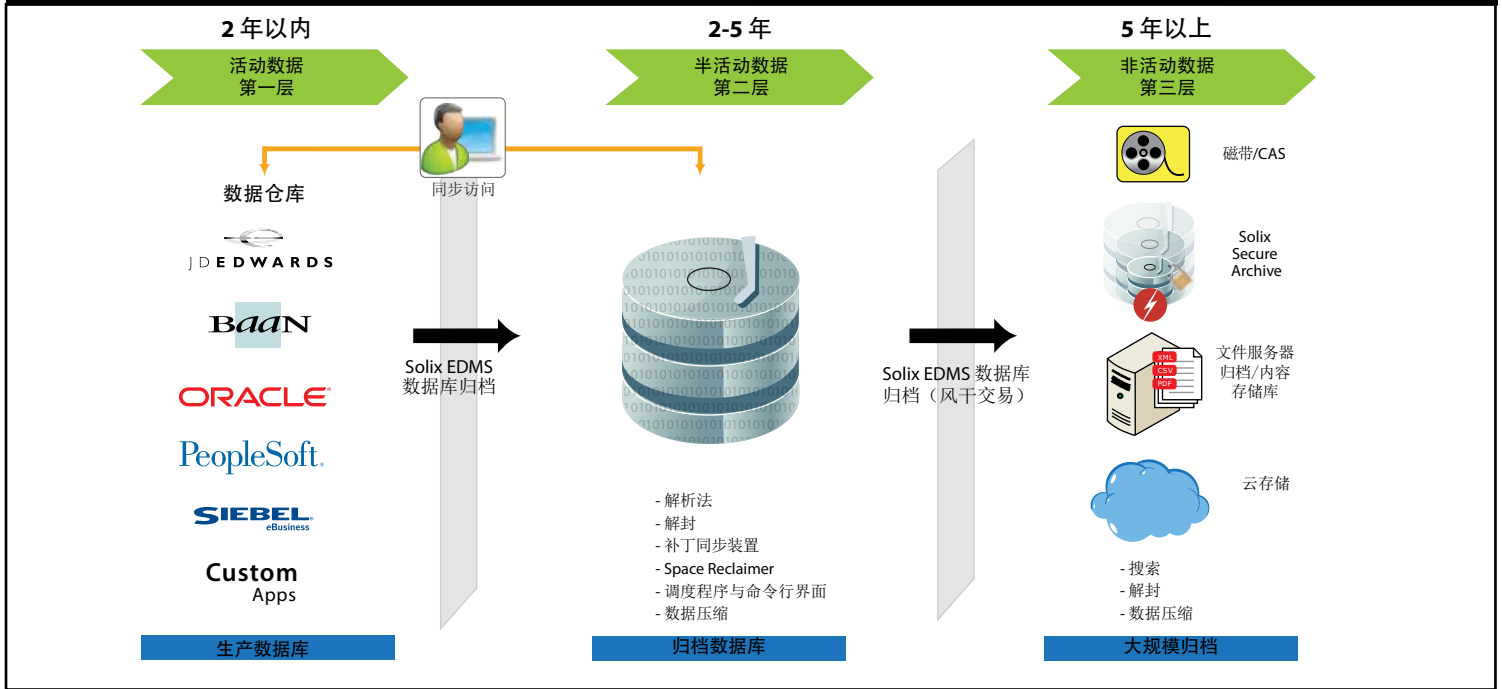 2 年以内
活动数据
第一层
2-5 年
半活动数据
第二层
5 年以上
非活动数据
第三层
同步访问
数据仓库
JDEDWARDS
BaaN
ORACLE®
PeopleSoft®
SIEBEL®
eBusiness
Custom
Apps
生产数据库
Solix EDMS
数据库归档
- 解析法
- 解封
- 补丁同步装置
- Space Reclaimer
- 调度程序与命令行界面
- 数据压缩
归档数据库
Solix EDMS 数据库
归档（风干交易）
磁带/CAS
Solix
Secure
Archive
XML
CSV
PDF
文件服务器
归档/内容
存储库
云存储
- 搜索
- 解封
- 数据压缩
大规模归档